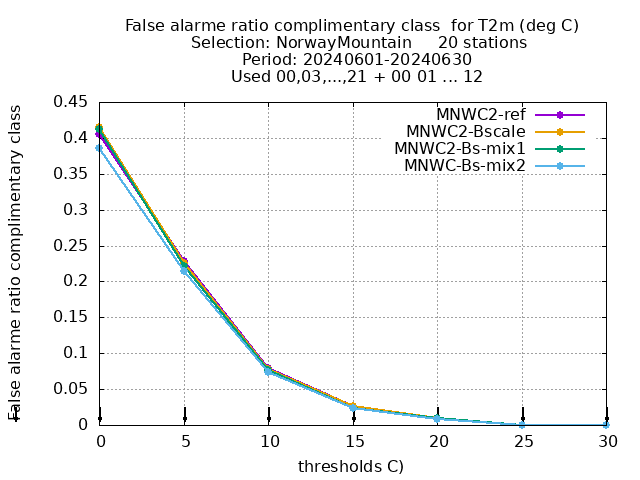 False alarme ratio complimentary class  for T2m (deg C)
Selection: NorwayMountain     20 stations
Period: 20240601-20240630
Used 00,03,...,21 + 00 01 ... 12
False alarme ratio complimentary class
0.45
0.4
0.35
0.3
0.25
0.2
0.15
0.1
0.05
0
MNWC2-ref
MNWC2-Bscale
MNWC2-Bs-mix1
MNWC-Bs-mix2
0 5 10 15 20 25 30
thresholds C)